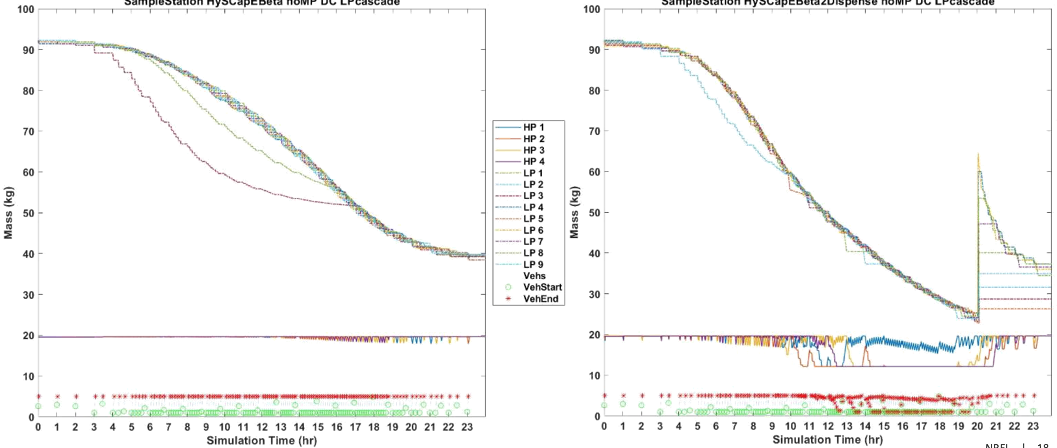 SampleStation HySCapEBeta noMP DC LPcascade
100
90
80
70
60
50
40
30
20
10
0
Mass (kg)
0 1 2 3 4 5 6 7 8 9 10 11 12 13 14 15 16 17 18 19 20 21 22 23
Simulation Time (hr)
HP 1
HP 2
HP 3
HP 4
LP 1
LP 2
LP 3
LP 4
LP 5
LP 6
LP 7
LP 8
LP 9
Vehs
VehStart
VehEnd
SampleStation HySCapEBeta2Dispense noMP DC LPcascade
100
90
80
70
60
50
40
30
20
10
0
Mass (kg)
0 1 2 3 4 5 6 7 8 9 10 11 12 13 14 15 16 17 18 19 20 21 22 23
Simulation Time (hr)
NREL | 18